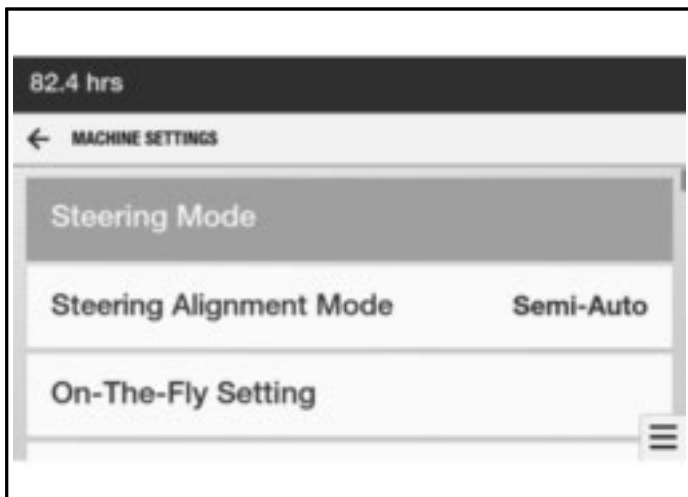 82.4 hrs
MACHINE SETTINGS
Steering Mode
Steering Alignment Mode Semi-Auto
On-The-Fly Setting